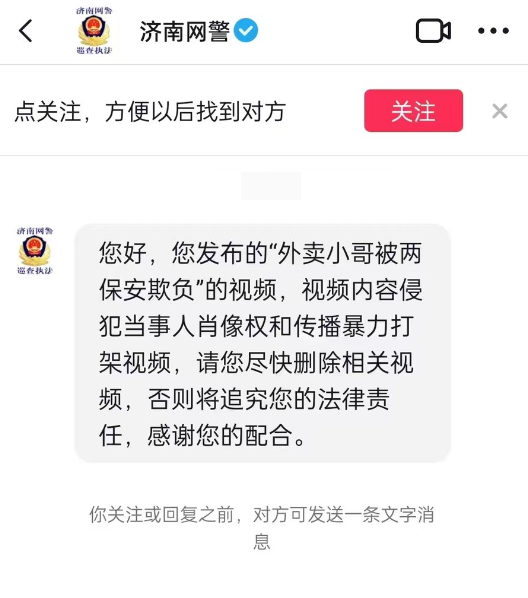 济南网警
巡查执法
济南网警
点关注，方便以后找到对方
关注
济南网警
巡查执法
您好，您发布的“外卖小哥被两
保安欺负”的视频，视频内容侵
犯当事人肖像权和传播暴力打
架视频，请您尽快删除相关视
频，否则将追究您的法律责
任，感谢您的配合。
你关注或回复之前，对方可发送一条文字消
息